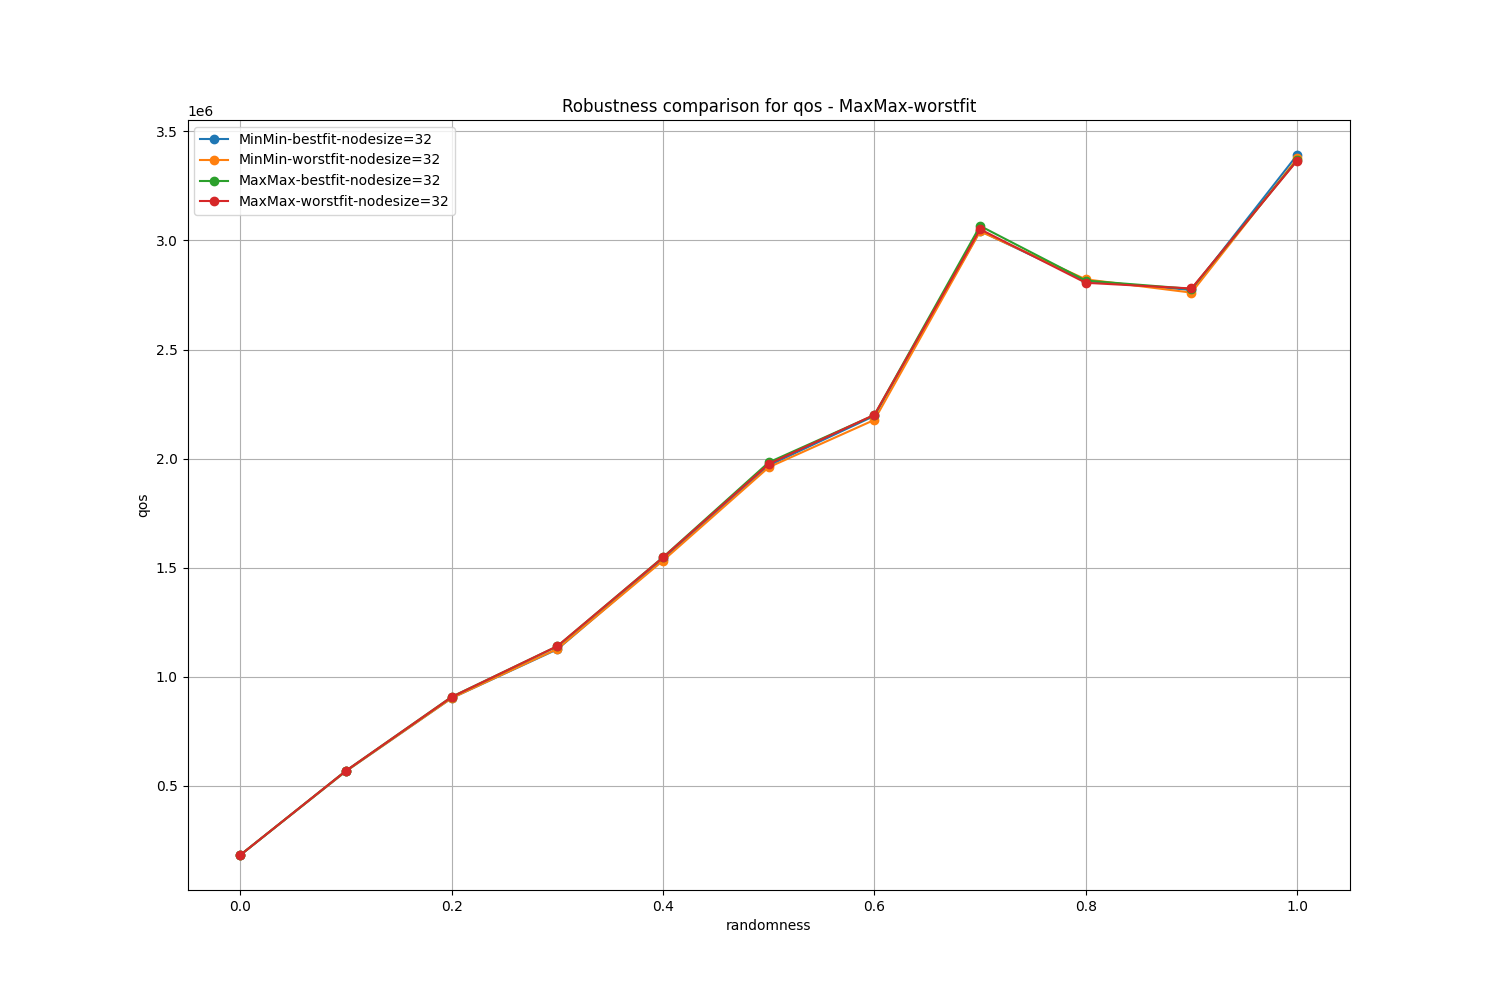 Robustness comparison for qos - MaxMax-worstfit
1e6
MinMin-bestfit-nodesize=32
MinMin-worstfit-nodesize=32
MaxMax-bestfit-nodesize=32
MaxMax-worstfit-nodesize=32
3.5
3.0
2.5
2.0
1.5
1.0
0.5
qos
0.0 0.2 0.4 0.6 0.8 1.0
randomness